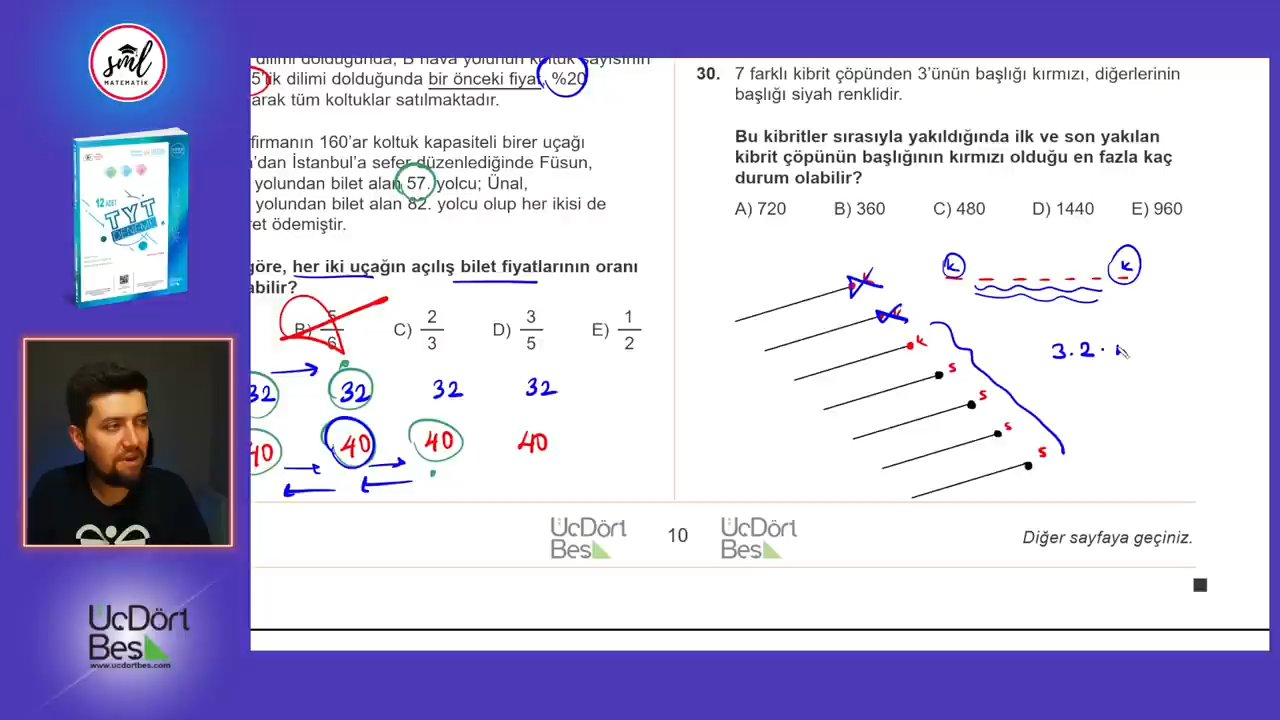 sml
MATEMATİK
12 ADET
TYT
DENEME
ÜcDört
Bes
www.ucdortbes.com
dilimi dolduğunda, B hava yolunun koltuk sayısının
5'lik dilimi dolduğunda bir önceki fiyat, %20
arak tüm koltuklar satılmaktadır.
firmanın 160'ar koltuk kapasiteli birer uçağı
'dan İstanbul'a sefer düzenlediğinde Füsun,
yolundan bilet alan 57. yolcu; Ünal,
yolundan bilet alan 82. yolcu olup her ikisi de
ret ödemiştir.
göre, her iki uçağın açılış bilet fiyatlarının oranı
abilir?
B) 5/6 C) 2/3 D) 3/5 E) 1/2
32 32 32 32
40 40 40 40
30. 7 farklı kibrit çöpünden 3'ünün başlığı kırmızı, diğerlerinin
başlığı siyah renklidir.
Bu kibritler sırasıyla yakıldığında ilk ve son yakılan
kibrit çöpünün başlığının kırmızı olduğu en fazla kaç
durum olabilir?
A) 720 B) 360 C) 480 D) 1440 E) 960
k k
k
s
s
s
s
3.2.
ÜcDört
Bes
10
ÜcDört
Bes
Diğer sayfaya geçiniz.